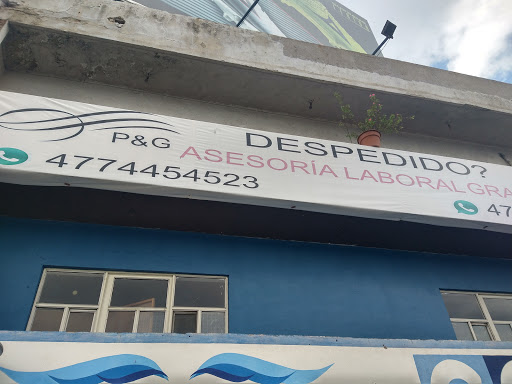 P&G
DESPEDIDO?
ASESORÍA LABORAL GRA
4774454523
47